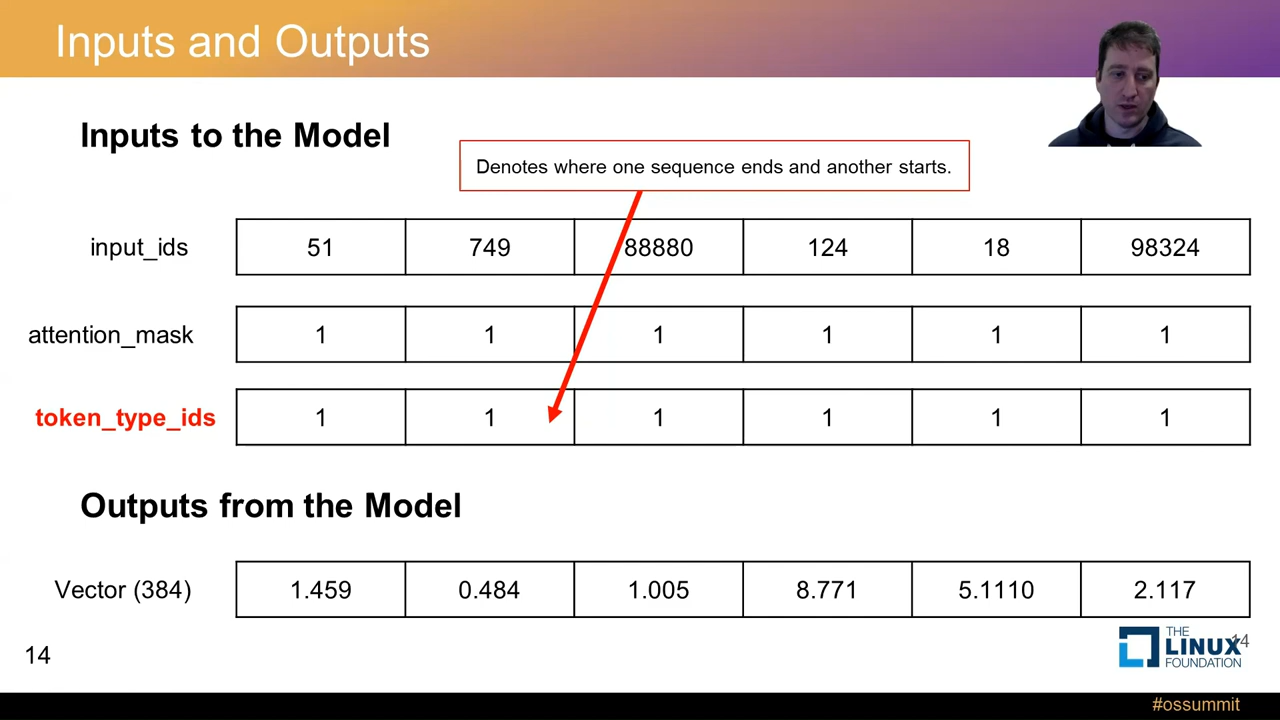 Inputs and Outputs
Inputs to the Model
Denotes where one sequence ends and another starts.
input_ids 51 749 88880 124 18 98324
attention_mask 1 1 1 1 1 1
token_type_ids 1 1 1 1 1 1
Outputs from the Model
Vector (384) 1.459 0.484 1.005 8.771 5.1110 2.117
14
THE
LINUX
FOUNDATION
14
#ossummit